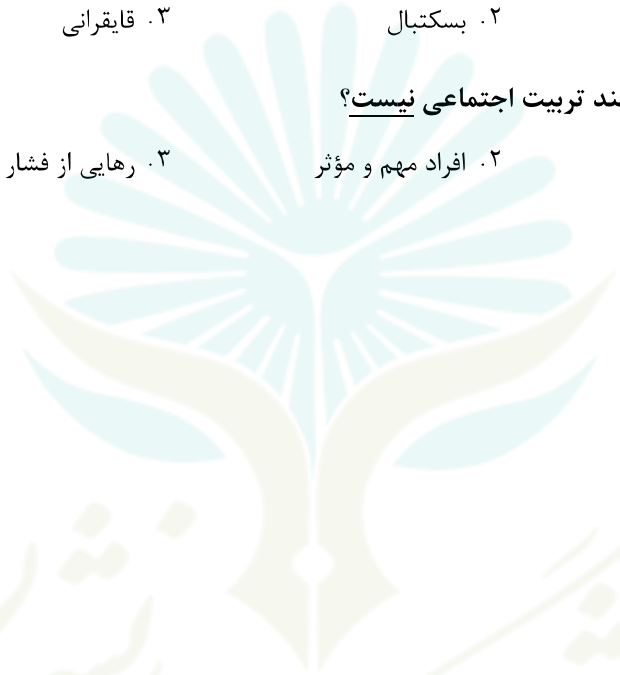 ۲. بسکتبال ۳. قایقرانی
ند تربیت اجتماعی نیست؟
۲. افراد مهم و مؤثر ۳. رهایی از فشار